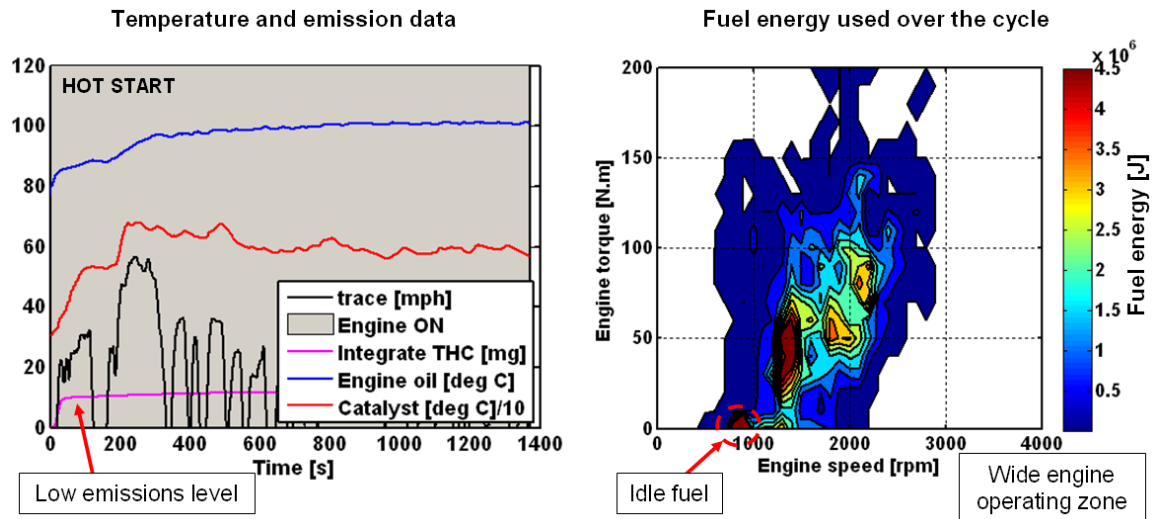 Temperature and emission data
120
100
80
60
40
20
0
HOT START
trace [mph]
Engine ON
Integrate THC [mg]
Engine oil [deg C]
Catalyst [deg C]/10
0
200
400
600
800
1000
1200
1400
Time [s]
Low emissions level
Fuel energy used over the cycle
200
150
100
50
0
Engine torque [N.m]
0
1000
2000
3000
4000
Engine speed [rpm]
Idle fuel
Wide engine
operating zone
x 10⁶
4.5
4
3.5
3
2.5
2
1.5
1
0.5
Fuel energy [J]